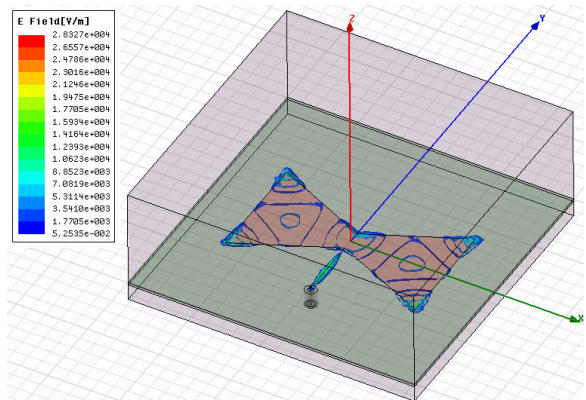 E Field[V/m]
2.8327e+004
2.6557e+004
2.4786e+004
2.3016e+004
2.1246e+004
1.9475e+004
1.7705e+004
1.5934e+004
1.4164e+004
1.2393e+004
1.0623e+004
8.8523e+003
7.0819e+003
5.3114e+003
3.5410e+003
1.7705e+003
5.2535e-002
Z
Y
X